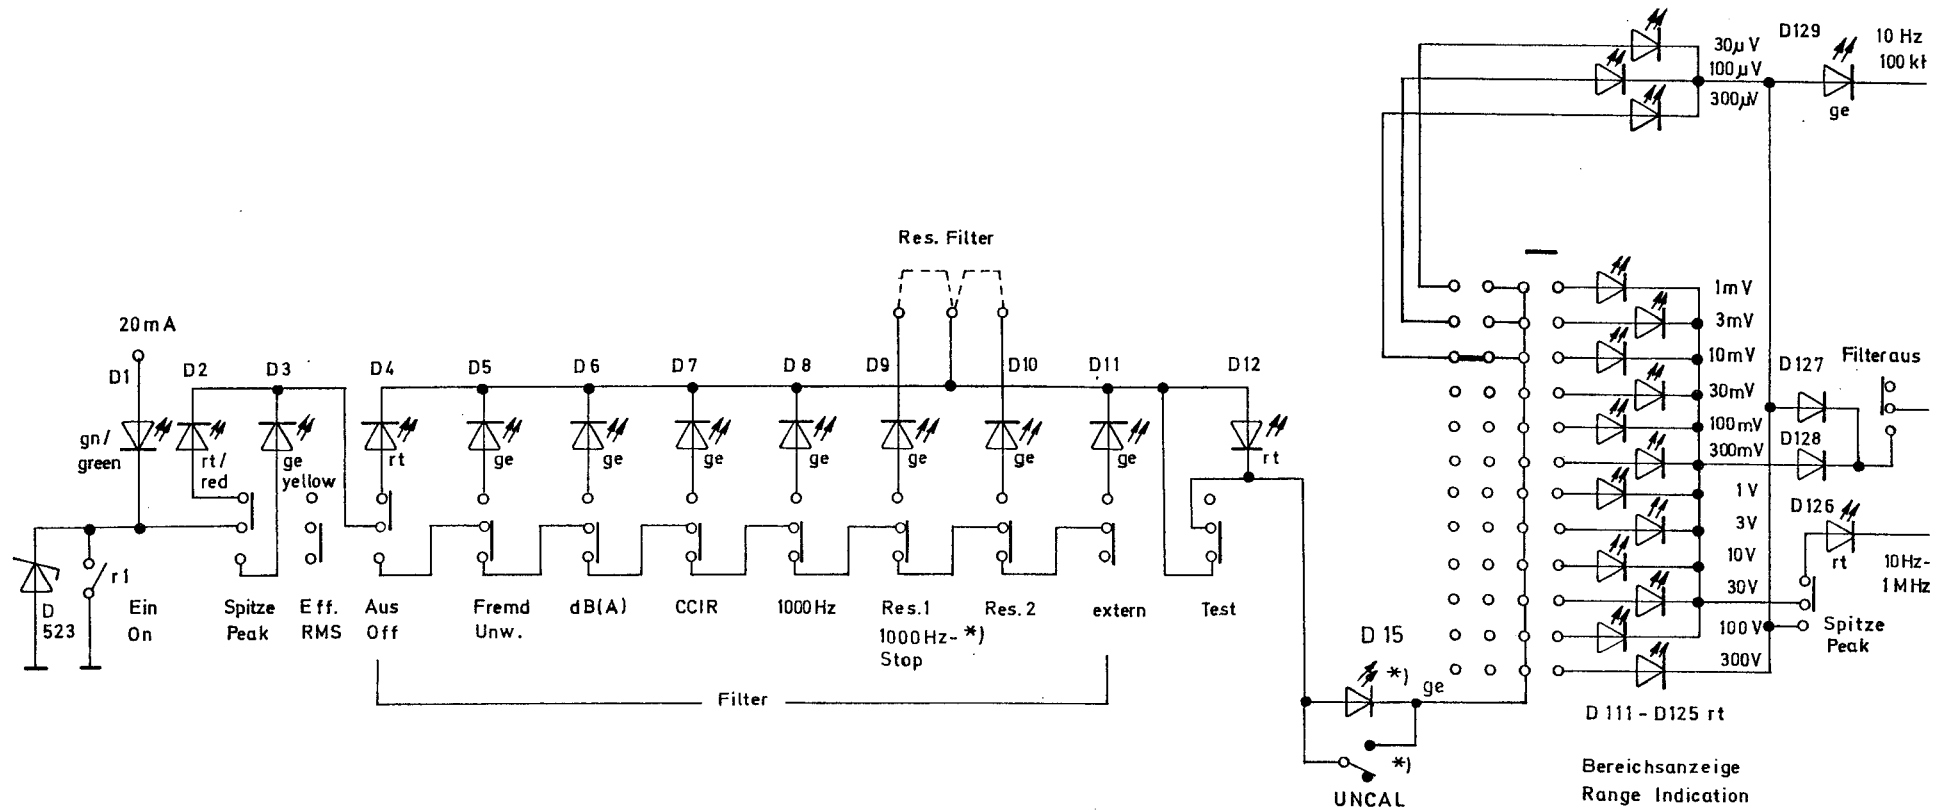 30µV
100µV
300µV
D129
10 Hz
ge
Res. Filter
20mA
D1
D2
D3
D4
D5
D6
D7
D8
D9
D10
D11
D12
gn/
green
rt/
red
ge
yellow
rt
ge
ge
ge
ge
ge
ge
ge
rt
1mV
3mV
10mV
30mV
100mV
300mV
1V
3V
10V
30V
100V
300V
D127
D128
Filter aus
D126
rt
10Hz-
1MHz
Spitze
Peak
D
523
r1
Ein
On
Spitze
Peak
Eff.
RMS
Aus
Off
Fremd
Unw.
dB(A)
CCIR
1000Hz
Res.1
1000Hz- *)
Stop
Res.2
extern
Test
Filter
D 15
*)
ge
*)
UNCAL
D 111 - D125 rt
Bereichsanzeige
Range Indication